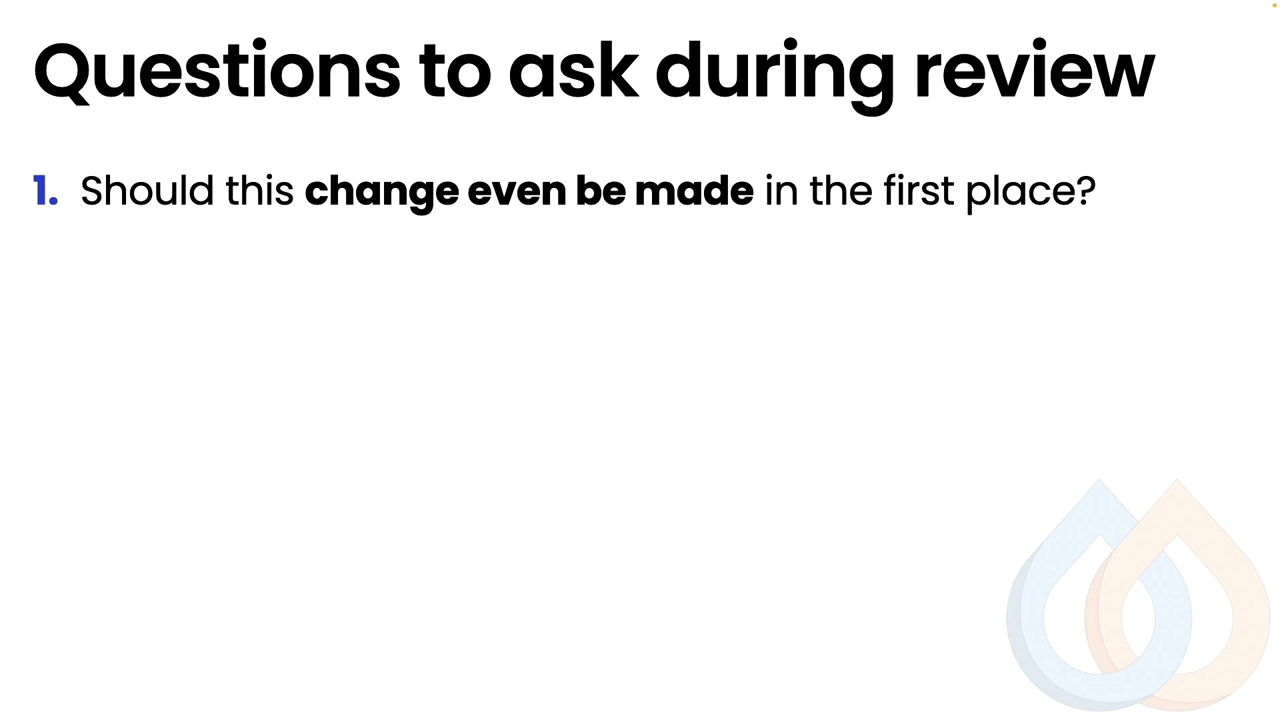 Questions to ask during review
1. Should this change even be made in the first place?